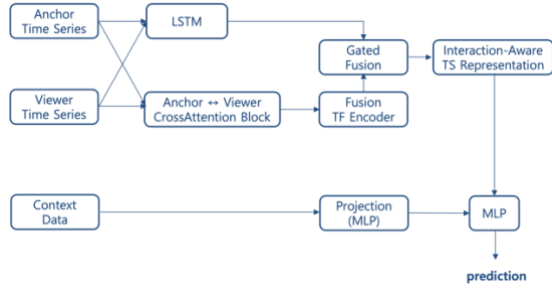 Anchor
Time Series
LSTM
Gated
Fusion
Interaction-Aware
TS Representation
Viewer
Time Series
Anchor ↔ Viewer
CrossAttention Block
Fusion
TF Encoder
Context
Data
Projection
(MLP)
MLP
prediction